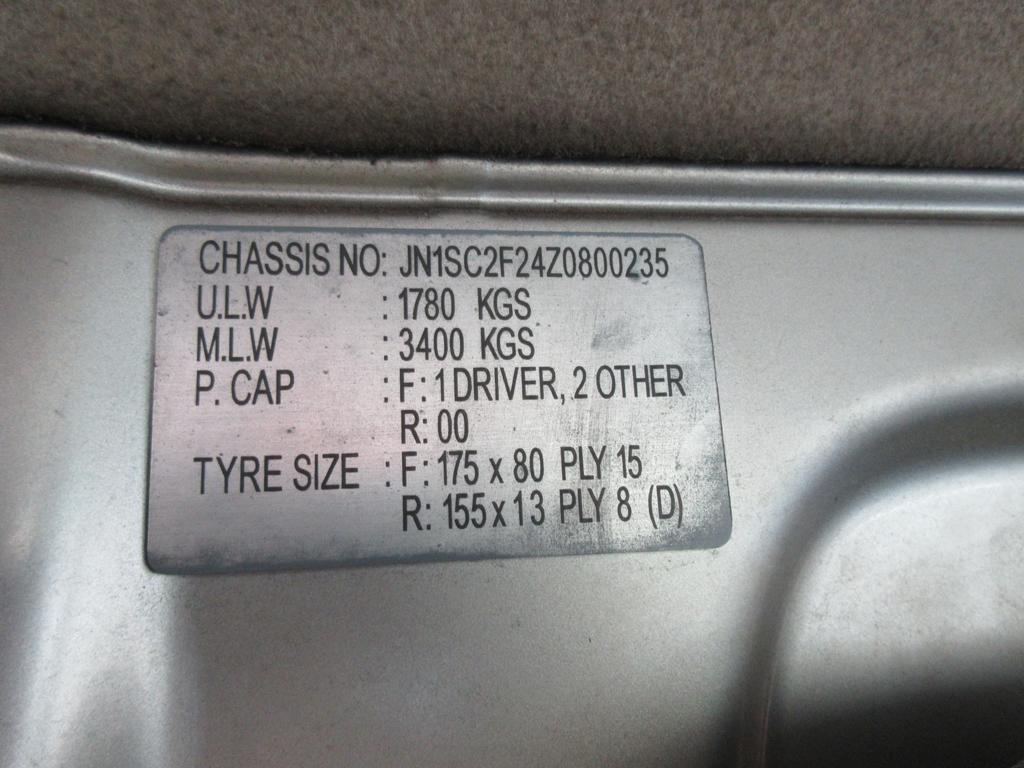 CHASSIS NO: JN1SC2F24Z0800235
U.L.W : 1780 KGS
M.L.W : 3400 KGS
P. CAP : F: 1 DRIVER, 2 OTHER
R: 00
TYRE SIZE : F: 175 x 80 PLY 15
R: 155 x 13 PLY 8 (D)